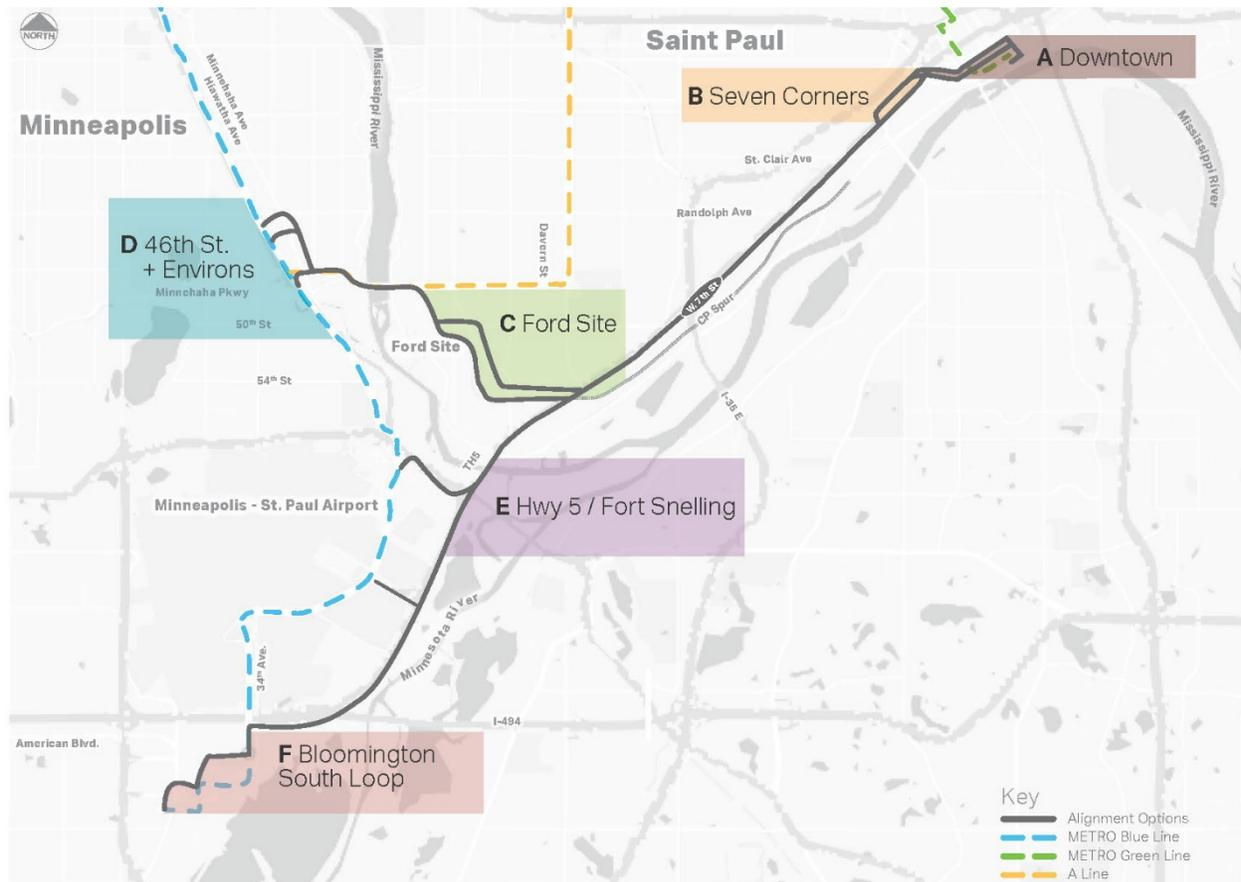 NORTH
Saint Paul
A Downtown
B Seven Corners
Minneapolis
Minnehaha Ave
Hiawatha Ave
Mississippi River
Mississippi River
St. Clair Ave
Randolph Ave
Davern St
D 46th St.
+ Environs
Minnehaha Pkwy
50th St
54th St
C Ford Site
Ford Site
W. 7th St
CP Spur
I-35 E
TH5
Minneapolis - St. Paul Airport
E Hwy 5 / Fort Snelling
Minnesota River
34th Ave.
I-494
American Blvd.
F Bloomington
South Loop
Key
Alignment Options
METRO Blue Line
METRO Green Line
A Line